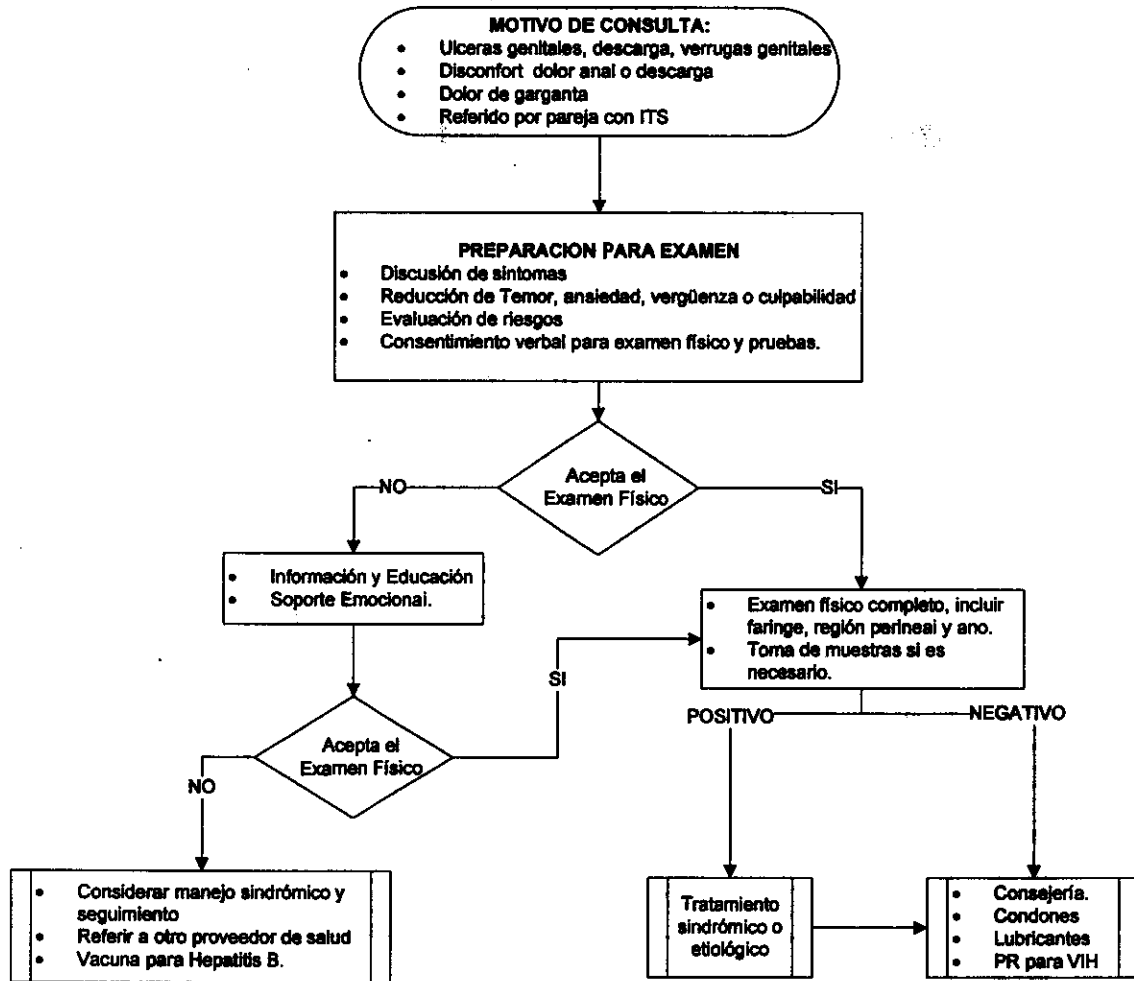 MOTIVO DE CONSULTA:
• Ulceras genitales, descarga, verrugas genitales
• Disconfort dolor anal o descarga
• Dolor de garganta
• Referido por pareja con ITS
PREPARACION PARA EXAMEN
• Discusión de sintomas
• Reducción de Temor, ansiedad, vergüenza o culpabilidad
• Evaluación de riesgos
• Consentimiento verbal para examen físico y pruebas.
Acepta el
Examen Físico
NO
SI
• Información y Educación
• Soporte Emocional.
• Examen físico completo, incluir
faringe, región perineal y ano.
• Toma de muestras si es
necesario.
SI
POSITIVO
NEGATIVO
Acepta el
Examen Físico
NO
• Considerar manejo sindrómico y
seguimiento
• Referir a otro proveedor de salud
• Vacuna para Hepatitis B.
Tratamiento
sindrómico o
etiológico
• Consejería.
• Condones
• Lubricantes
• PR para VIH